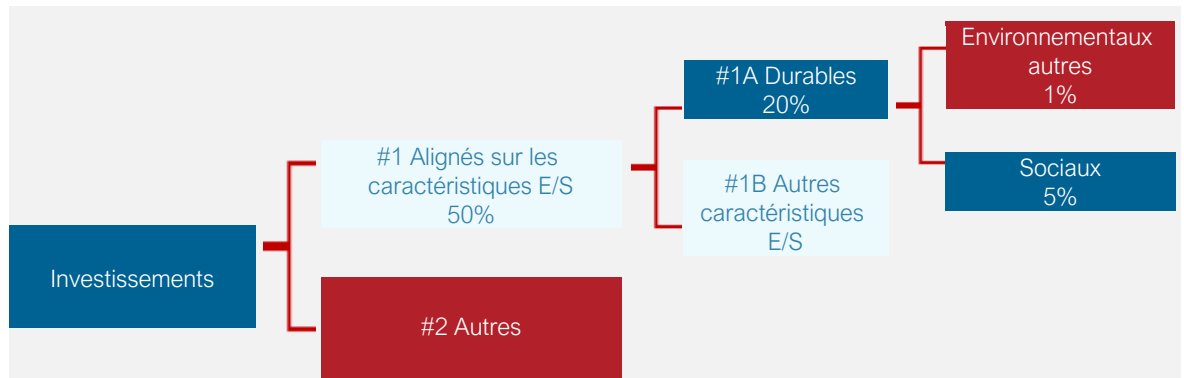 Investissements
#1 Alignés sur les
caractéristiques E/S
50%
#2 Autres
#1A Durables
20%
#1B Autres
caractéristiques
E/S
Environnementaux
autres
1%
Sociaux
5%